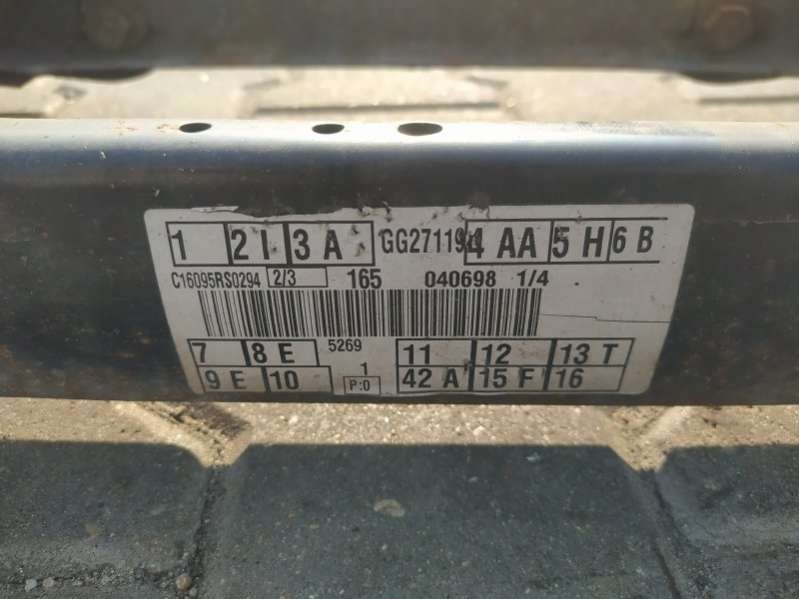 1 2 I 3 A GG27119 4 AA 5 H 6 B
C16095RS0294 2/3 165 040698 1/4
7 8 E 5269 11 12 13 T
9 E 10 1 P:0 42 A 15 F 16